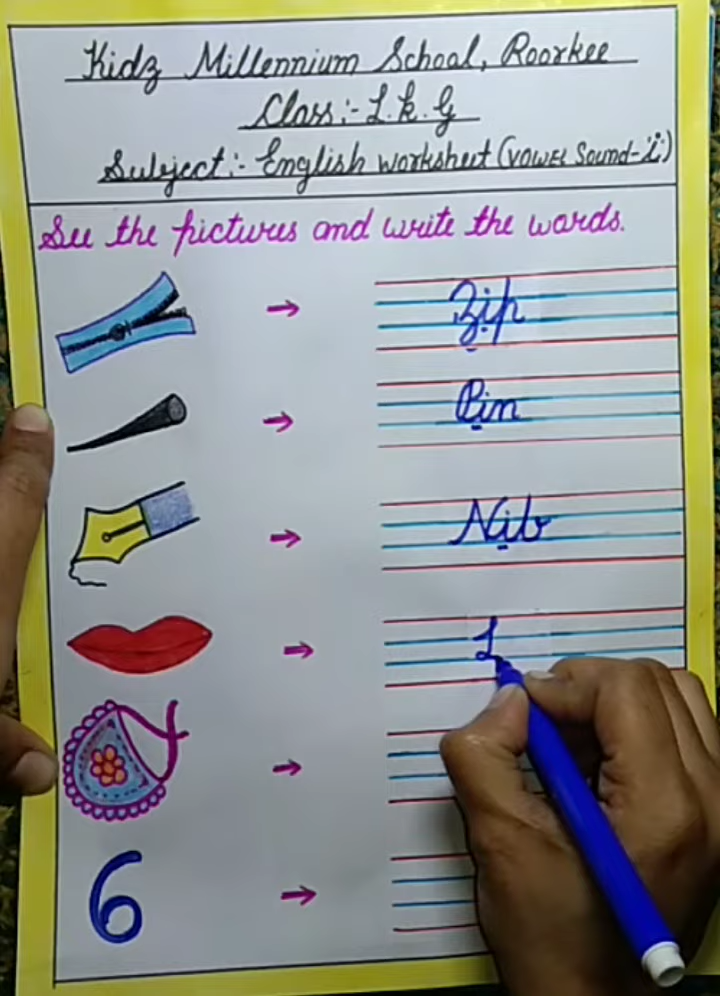 Kidz Millennium School, Roorkee
Class:- L.k.G
Subject:- English worksheet (VOWEL Sound-'i')
See the pictures and write the words.
→ Zip
→ Pin
→ Nib
→ L
→
6 →